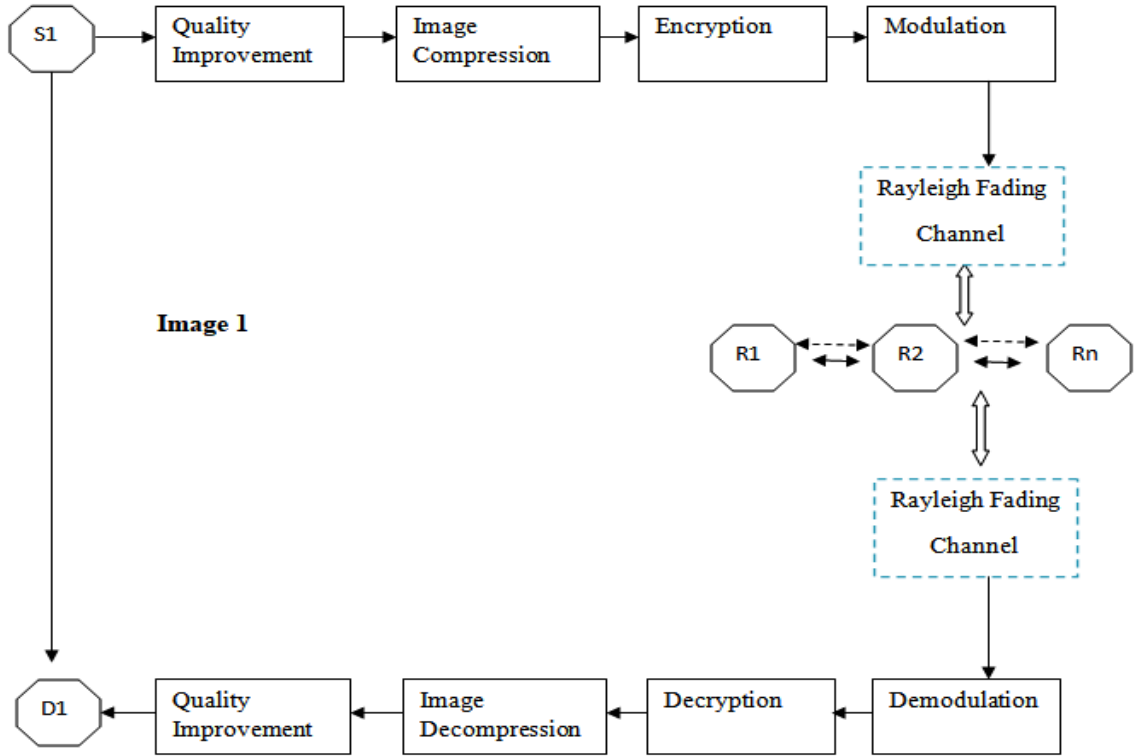 S1
Quality
Improvement
Image
Compression
Encryption
Modulation
Rayleigh Fading
Channel
Image 1
R1
R2
Rn
Rayleigh Fading
Channel
D1
Quality
Improvement
Image
Decompression
Decryption
Demodulation